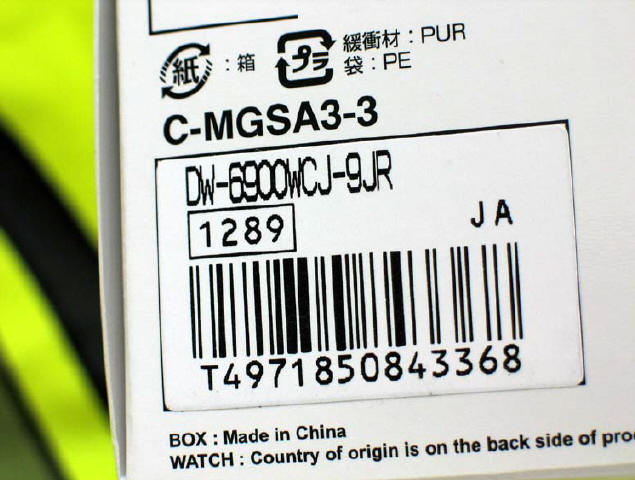 紙 : 箱
プラ 緩衝材 : PUR
袋 : PE
C-MGSA3-3
DW-6900WCJ-9JR
1289 JA
T4971850843368
BOX : Made in China
WATCH : Country of origin is on the back side of